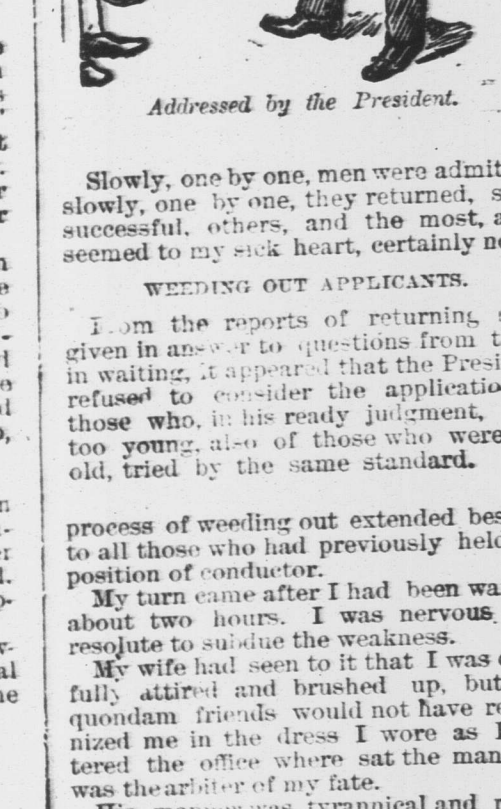 Addressed by the President.
Slowly, one by one, men were admit
slowly, one by one, they returned, s
successful, others, and the most, a
seemed to my sick heart, certainly no
WEEDING OUT APPLICANTS.
From the reports of returning s
given in answer to questions from t
in waiting, it appeared that the Presi
refused to consider the applicatio
those who, in his ready judgment,
too young, also of those who were
old, tried by the same standard.
process of weeding out extended bes
to all those who had previously held
position of conductor.
My turn came after I had been wa
about two hours. I was nervous,
resolute to subdue the weakness.
My wife had seen to it that I was c
fully attired and brushed up, but
quondam friends would not have re
nized me in the dress I wore as I
tered the office where sat the man
was the arbiter of my fate.
tyrannical and